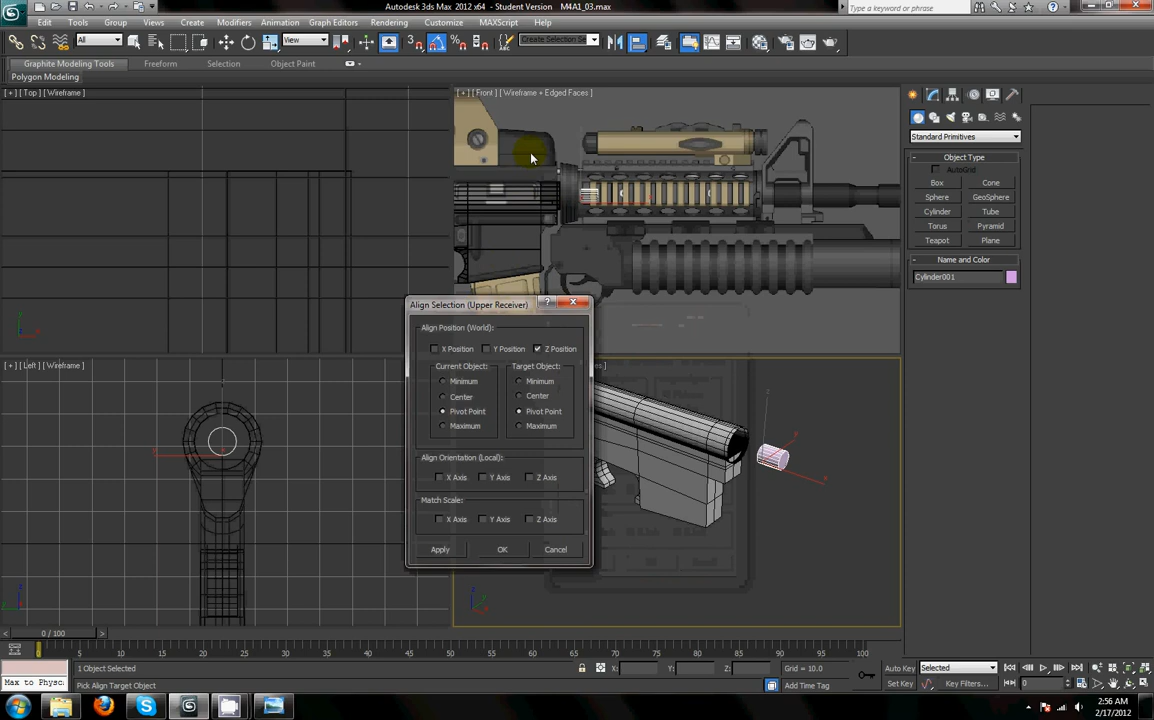 Autodesk 3ds Max 2012 x64 - Student Version M4A1_03.max
Type a keyword or phrase
Edit Tools Group Views Create Modifiers Animation Graph Editors Rendering Customize MAXScript Help
All
View
Create Selection Se
Graphite Modeling Tools Freeform Selection Object Paint
Polygon Modeling
[ + ] [ Top ] [ Wireframe ]
[ + ] [ Front ] [ Wireframe + Edged Faces ]
Standard Primitives
- Object Type
AutoGrid
Box Cone
Sphere GeoSphere
Cylinder Tube
Torus Pyramid
Teapot Plane
- Name and Color
Cylinder001
Align Selection (Upper Receiver)
Align Position (World):
X Position Y Position Z Position
Current Object: Target Object:
Minimum Minimum
Center Center
Pivot Point Pivot Point
Maximum Maximum
Align Orientation (Local):
X Axis Y Axis Z Axis
Match Scale:
X Axis Y Axis Z Axis
Apply OK Cancel
[ + ] [ Left ] [ Wireframe ]
0 / 100
0 5 10 15 20 25 30 35 40 45 50 55 60 65 70 75 80 85 90 95 100
1 Object Selected
X: Y: Z:
Grid = 10.0
Auto Key
Selected
Max to Physc
Pick Align Target Object
Add Time Tag
Set Key
Key Filters...
0
2:56 AM
2/17/2012